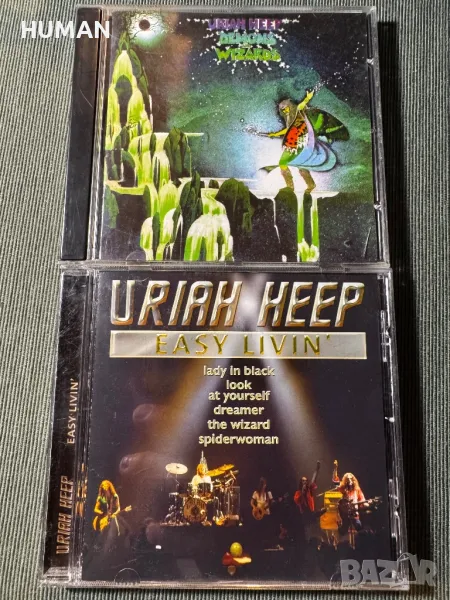 HUMAN
URIAH HEEP
DEMONS
AND
WIZARDS
URIAH HEEP
EASY LIVIN'
lady in black
look
at yourself
dreamer
the wizard
spiderwoman
URIAH HEEP
EASY LIVIN'
BAZAR